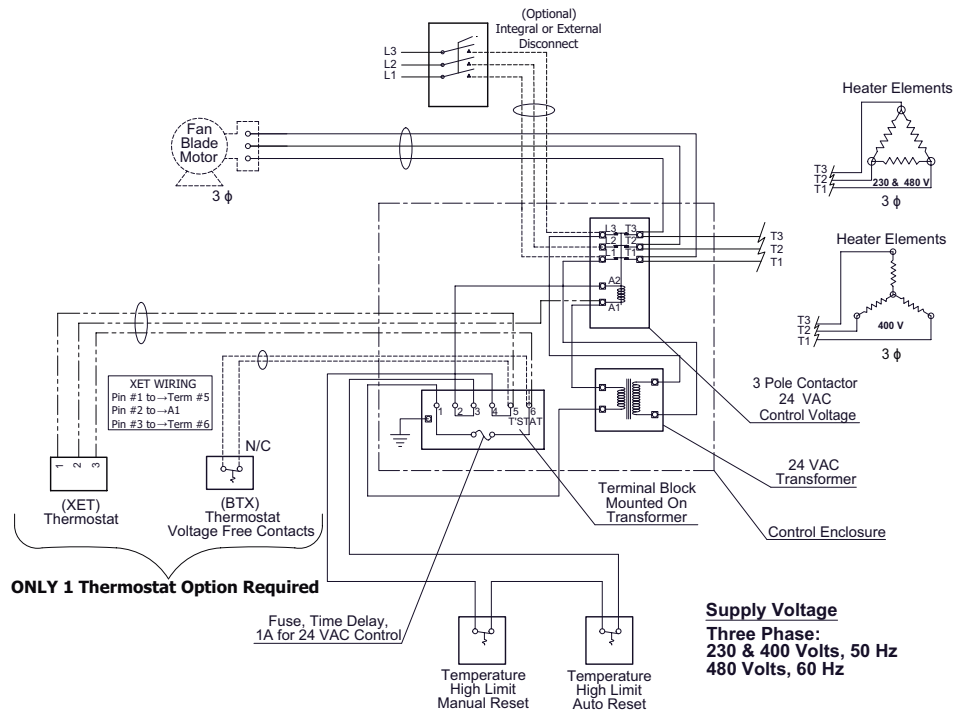 (Optional)
Integral or External
Disconnect
L3
L2
L1
Fan
Blade
Motor
3 ϕ
Heater Elements
T3
T2
T1
230 & 480 V
3 ϕ
L3 T3
L2 T2
L1 T1
A2
A1
T3
T2
T1
Heater Elements
T3
T2
T1
400 V
3 ϕ
XET WIRING
Pin #1 to→Term #5
Pin #2 to→A1
Pin #3 to→Term #6
N/C
1 2 3 4 5 6
T'STAT
3 Pole Contactor
24 VAC
Control Voltage
24 VAC
Transformer
Control Enclosure
1 2 3
(XET)
Thermostat
(BTX)
Thermostat
Voltage Free Contacts
Terminal Block
Mounted On
Transformer
ONLY 1 Thermostat Option Required
Fuse, Time Delay,
1A for 24 VAC Control
Temperature
High Limit
Manual Reset
Temperature
High Limit
Auto Reset
Supply Voltage
Three Phase:
230 & 400 Volts, 50 Hz
480 Volts, 60 Hz